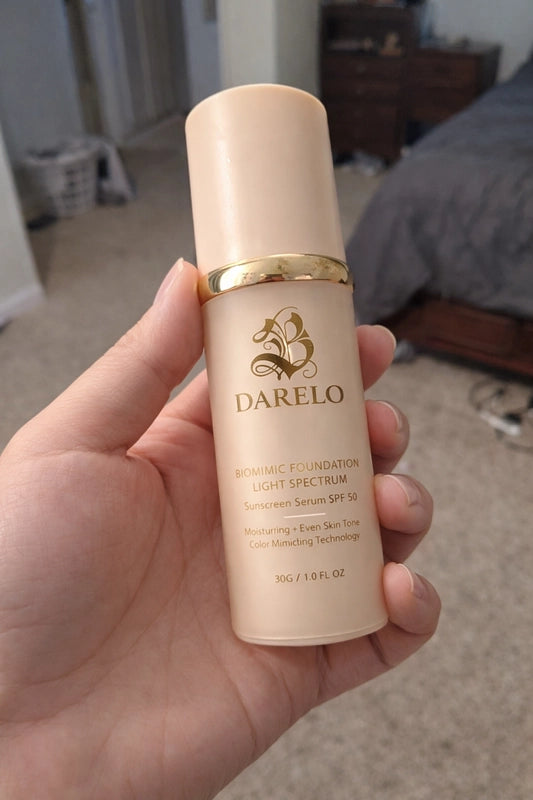 DARELO
BIOMIMIC FOUNDATION
LIGHT SPECTRUM
Sunscreen Serum SPF 50
Moisturring + Even Skin Tone
Color Mimicting Technology
30G / 1.0 FL OZ